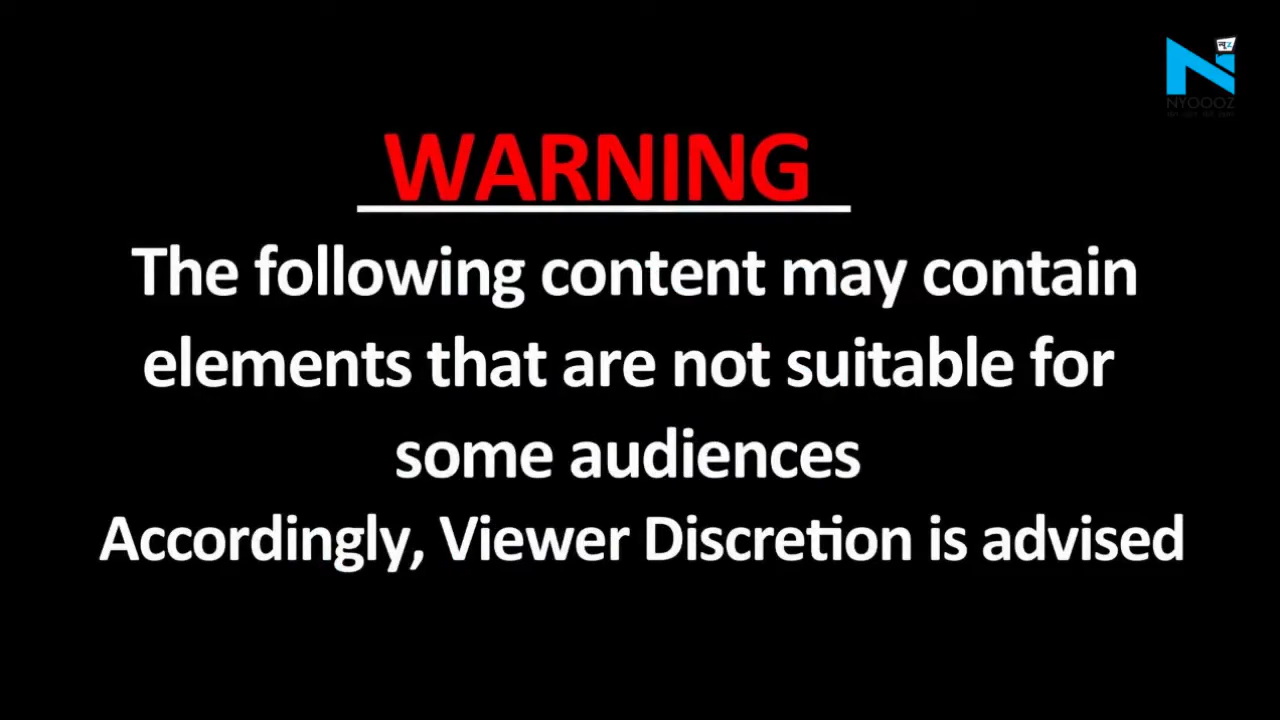 NYOOOZ
WARNING
The following content may contain
elements that are not suitable for
some audiences
Accordingly, Viewer Discretion is advised